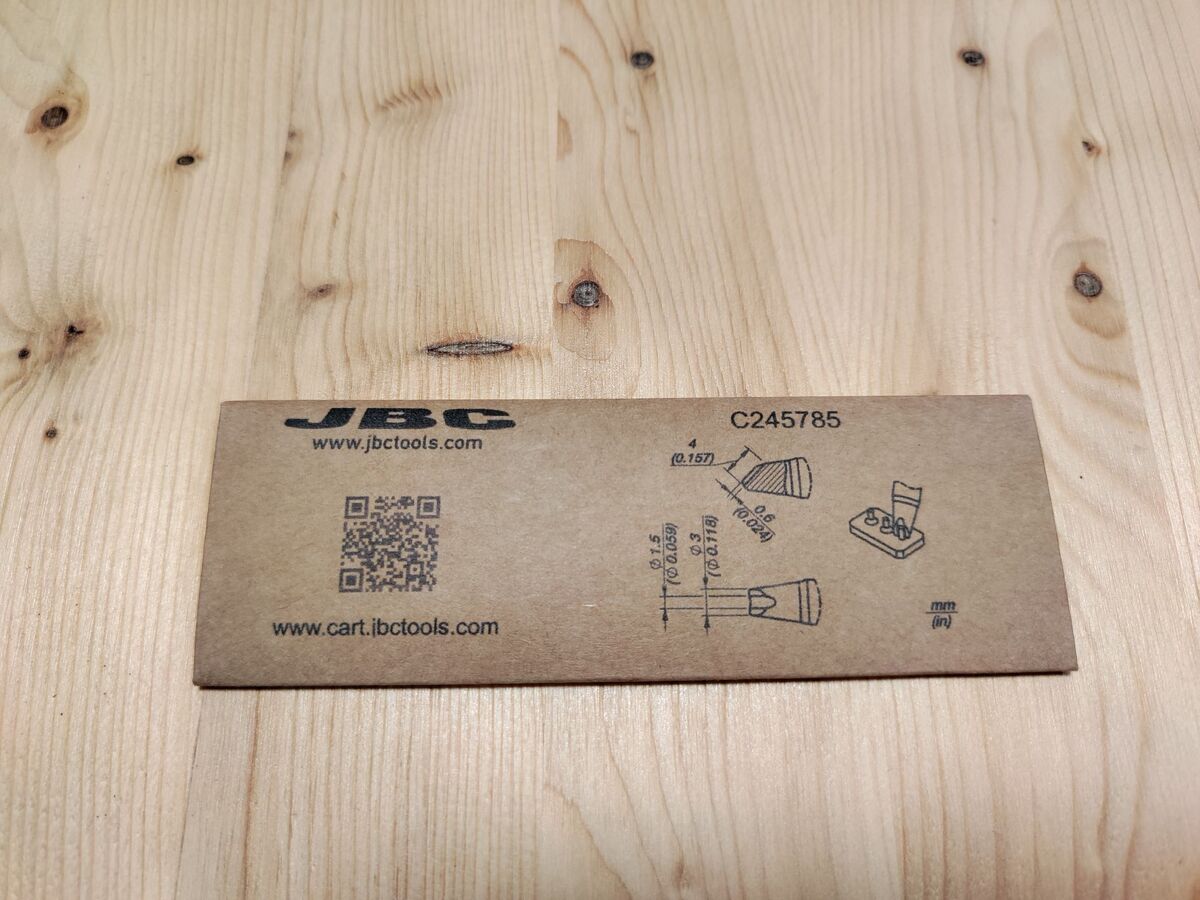 JBC
www.jbctools.com
www.cart.jbctools.com
C245785
4
(0.157)
0.6
(0.024)
Ø 1.5
(Ø 0.059)
Ø 3
(Ø 0.118)
mm
(in)